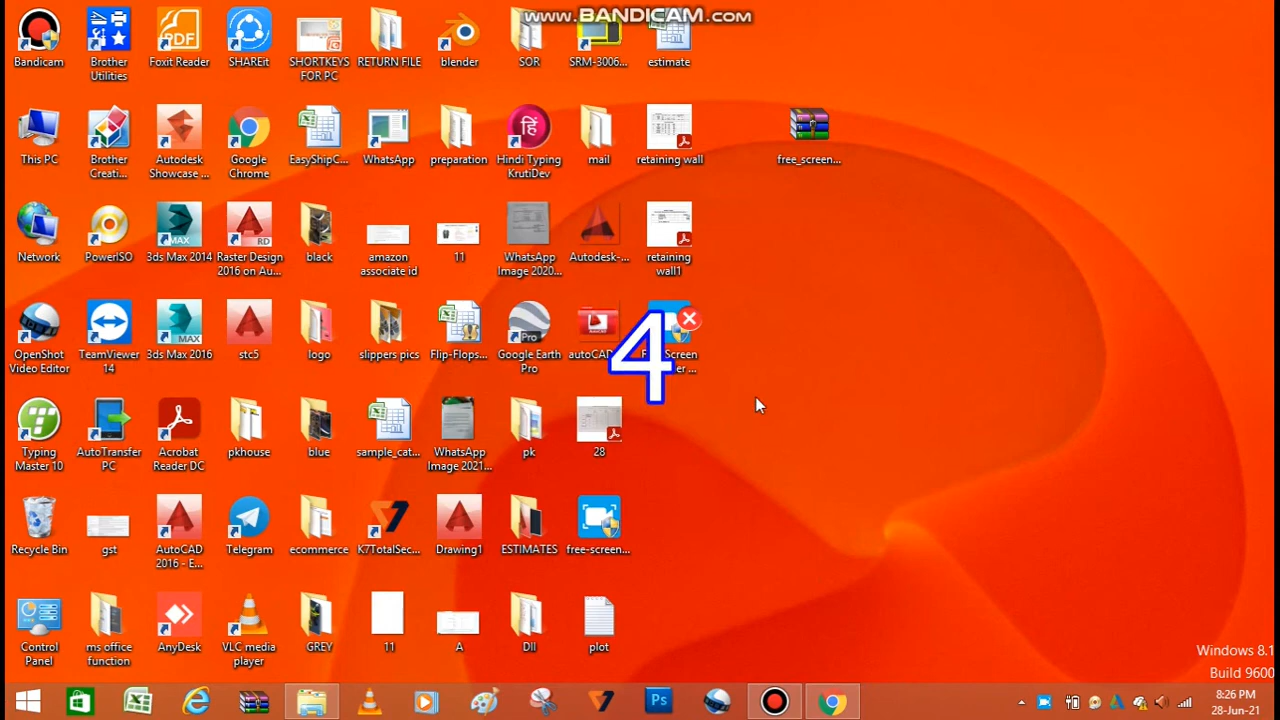 www.BANDICAM.com
Bandicam
Brother
Utilities
Foxit Reader
SHAREit
SHORTKEYS
FOR PC
RETURN FILE
blender
SOR
SRM-3006...
estimate
This PC
Brother
Creati...
Autodesk
Showcase ...
Google
Chrome
EasyShipC...
WhatsApp
preparation
हिं
Hindi Typing
KrutiDev
mail
retaining wall
free_screen...
Network
PowerISO
3ds Max 2014
Raster Design
2016 on Au...
black
amazon
associate id
11
WhatsApp
Image 2020...
Autodesk-...
retaining
wall1
OpenShot
Video Editor
TeamViewer
14
3ds Max 2016
stc5
logo
slippers pics
Flip-Flops...
Google Earth
Pro
autoCAD
Screen
4
Typing
Master 10
AutoTransfer
PC
Acrobat
Reader DC
pkhouse
blue
sample_cat...
WhatsApp
Image 2021...
pk
28
Recycle Bin
gst
AutoCAD
2016 - E...
Telegram
ecommerce
K7TotalSec...
Drawing1
ESTIMATES
free-screen...
Control
Panel
ms office
function
AnyDesk
VLC media
player
GREY
11
A
Dll
plot
Windows 8.1
Build 9600
Ps
8:26 PM
28-Jun-21